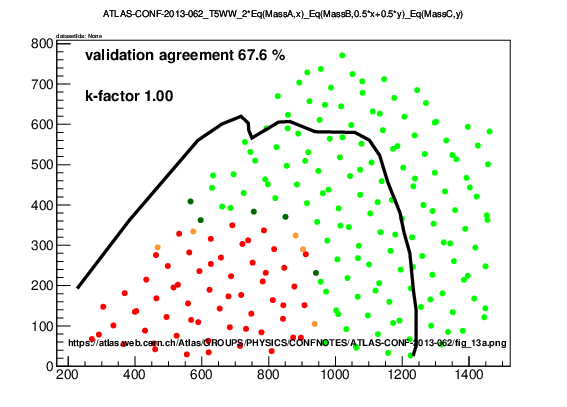 ATLAS-CONF-2013-062_T5WW_2*Eq(MassA,x)_Eq(MassB,0.5*x+0.5*y)_Eq(MassC,y)
datasetIds: None
800
validation agreement 67.6 %
700
k-factor 1.00
600
500
400
300
200
100
https://atlas.web.cern.ch/Atlas/GROUPS/PHYSICS/CONFNOTES/ATLAS-CONF-2013-062/fig_13a.png
0
200 400 600 800 1000 1200 1400